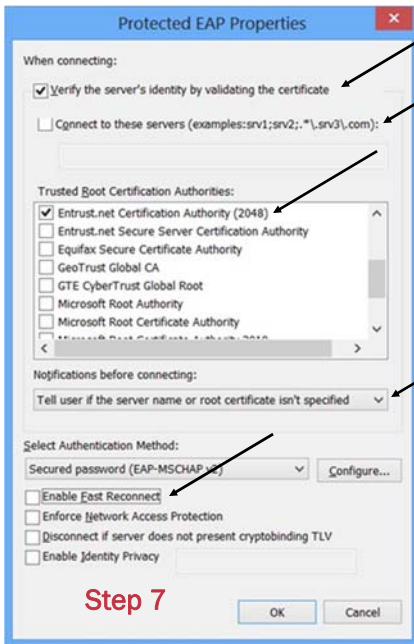 Protected EAP Properties
When connecting:
Verify the server's identity by validating the certificate
Connect to these servers (examples:srv1;srv2;.*\.srv3\.com):
Trusted Root Certification Authorities:
Entrust.net Certification Authority (2048)
Entrust.net Secure Server Certification Authority
Equifax Secure Certificate Authority
GeoTrust Global CA
GTE CyberTrust Global Root
Microsoft Root Authority
Microsoft Root Certificate Authority
Notifications before connecting:
Tell user if the server name or root certificate isn't specified
Select Authentication Method:
Secured password (EAP-MSCHAP v2)
Configure...
Enable Fast Reconnect
Enforce Network Access Protection
Disconnect if server does not present cryptobinding TLV
Enable Identity Privacy
Step 7
OK
Cancel